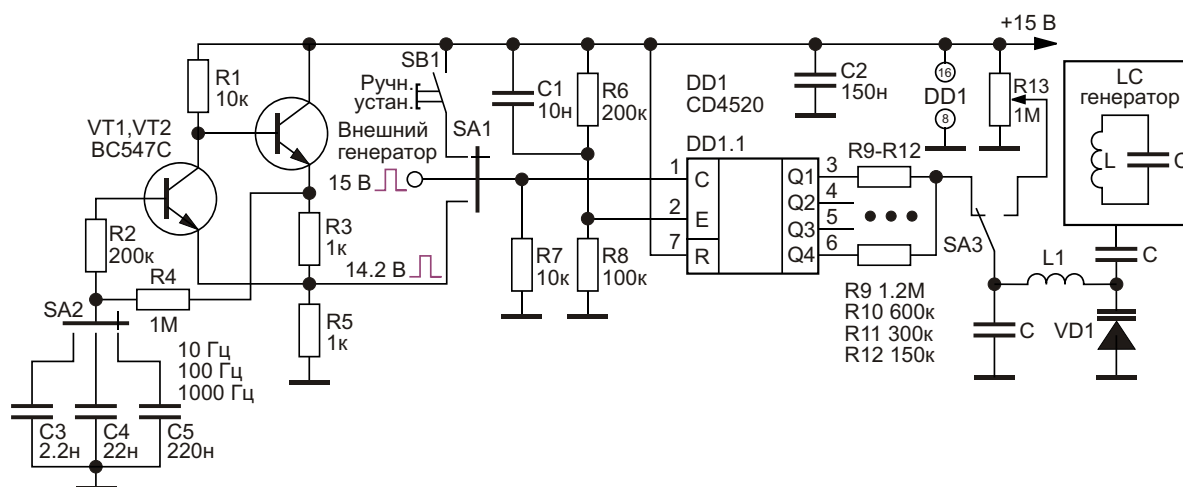 +15 В
R1
10к
VT1,VT2
BC547C
R2
200к
R4
1М
SA2
10 Гц
100 Гц
1000 Гц
C3
2.2н
C4
22н
C5
220н
R3
1к
R5
1к
14.2 В
SB1
Ручн.
устан.
Внешний
генератор
15 В
SA1
C1
10н
R6
200к
R7
10к
R8
100к
DD1
CD4520
DD1.1
1
C
2
E
7
R
Q1
3
Q2
4
Q3
5
Q4
6
R9-R12
R9 1.2М
R10 600к
R11 300к
R12 150к
C2
150н
16
DD1
8
R13
1М
SA3
C
L1
C
VD1
LC
генератор
L
C